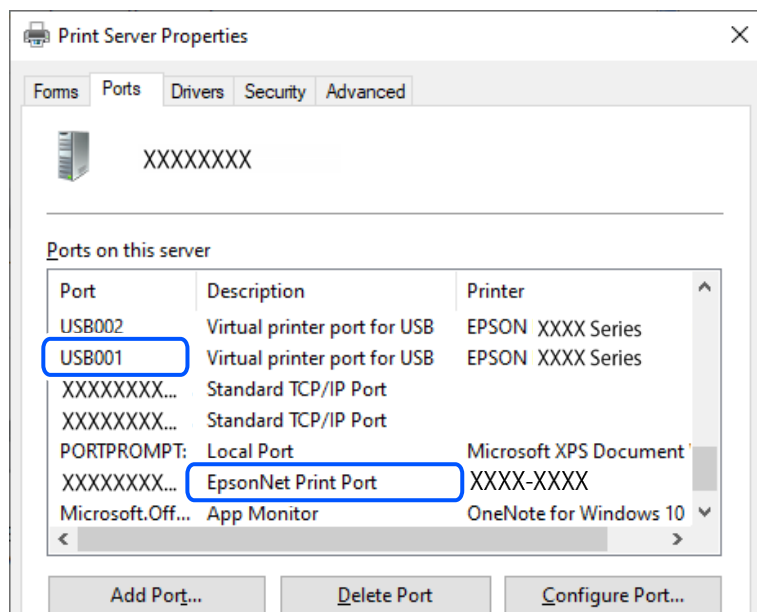 Print Server Properties
Forms Ports Drivers Security Advanced
XXXXXXXX
Ports on this server
Port Description Printer
USB002 Virtual printer port for USB EPSON XXXX Series
USB001 Virtual printer port for USB EPSON XXXX Series
XXXXXXXX... Standard TCP/IP Port
XXXXXXXX... Standard TCP/IP Port
PORTPROMPT: Local Port Microsoft XPS Document
XXXXXXXX... EpsonNet Print Port XXXX-XXXX
Microsoft.Off... App Monitor OneNote for Windows 10
Add Port... Delete Port Configure Port...